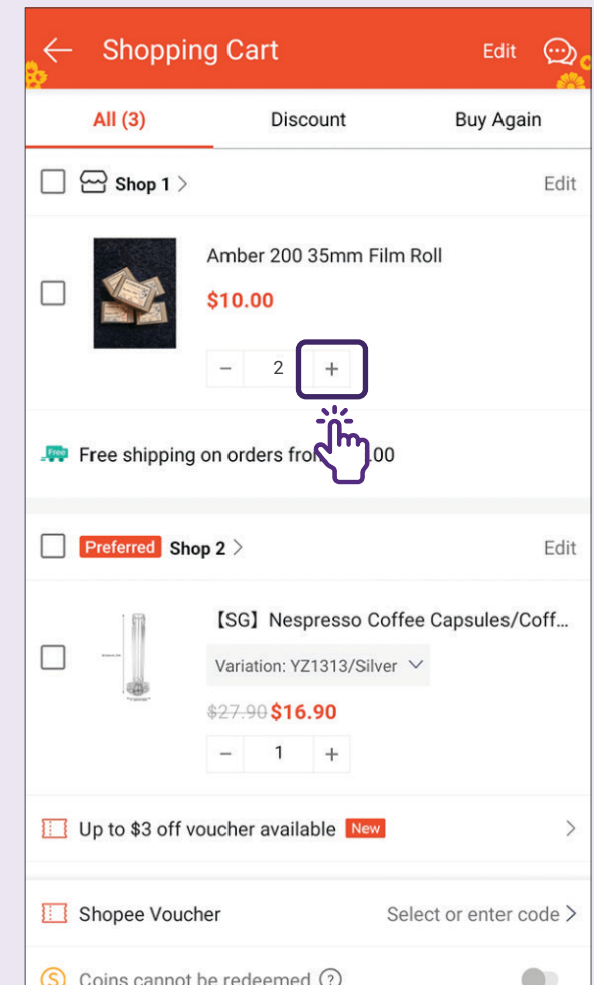 Shopping Cart
Edit
All (3)
Discount
Buy Again
Shop 1 >
Edit
Amber 200 35mm Film Roll
$10.00
− 2 +
Free
Free shipping on orders fro .00
Preferred Shop 2 >
Edit
【SG】Nespresso Coffee Capsules/Coff...
Variation: YZ1313/Silver
$27.90 $16.90
− 1 +
Up to $3 off voucher available New >
Shopee Voucher
Select or enter code >
S Coins cannot be redeemed ?